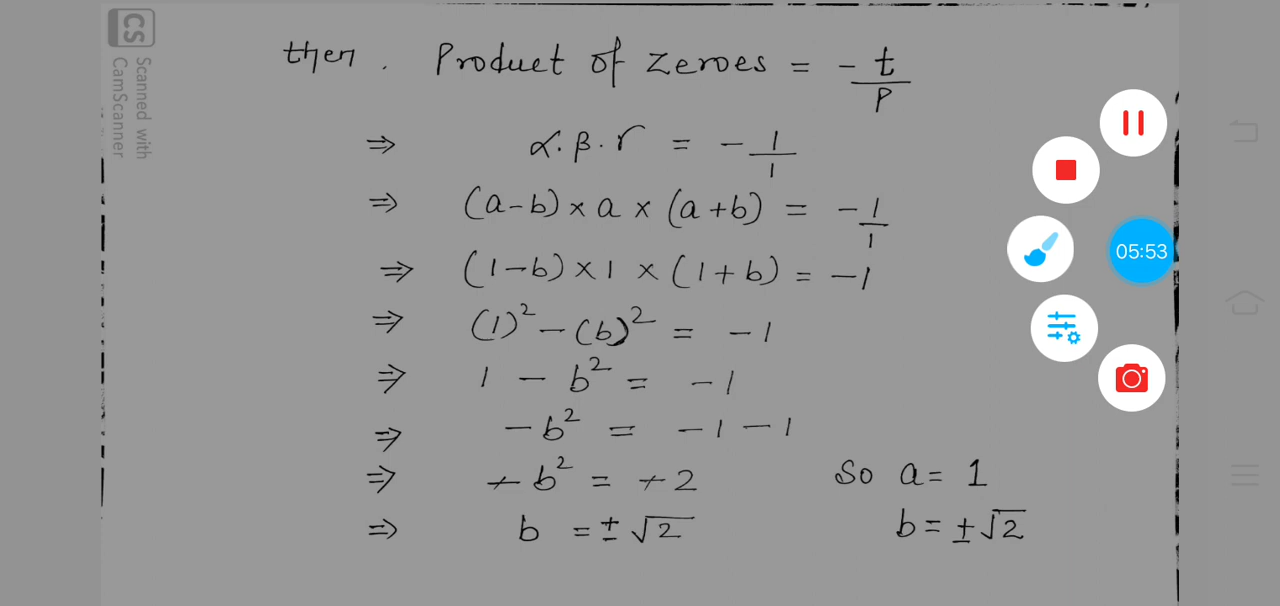 CS Scanned with CamScanner
then. Product of Zeroes = -t/P
⇒ α.β.r = -1/1
⇒ (a-b) x a x (a+b) = -1/1
⇒ (1-b) x 1 x (1+b) = -1
⇒ (1)² - (b)² = -1
⇒ 1 - b² = -1
⇒ -b² = -1-1
⇒ +b² = +2
⇒ b = ±√2
So a = 1
b = ±√2
05:53